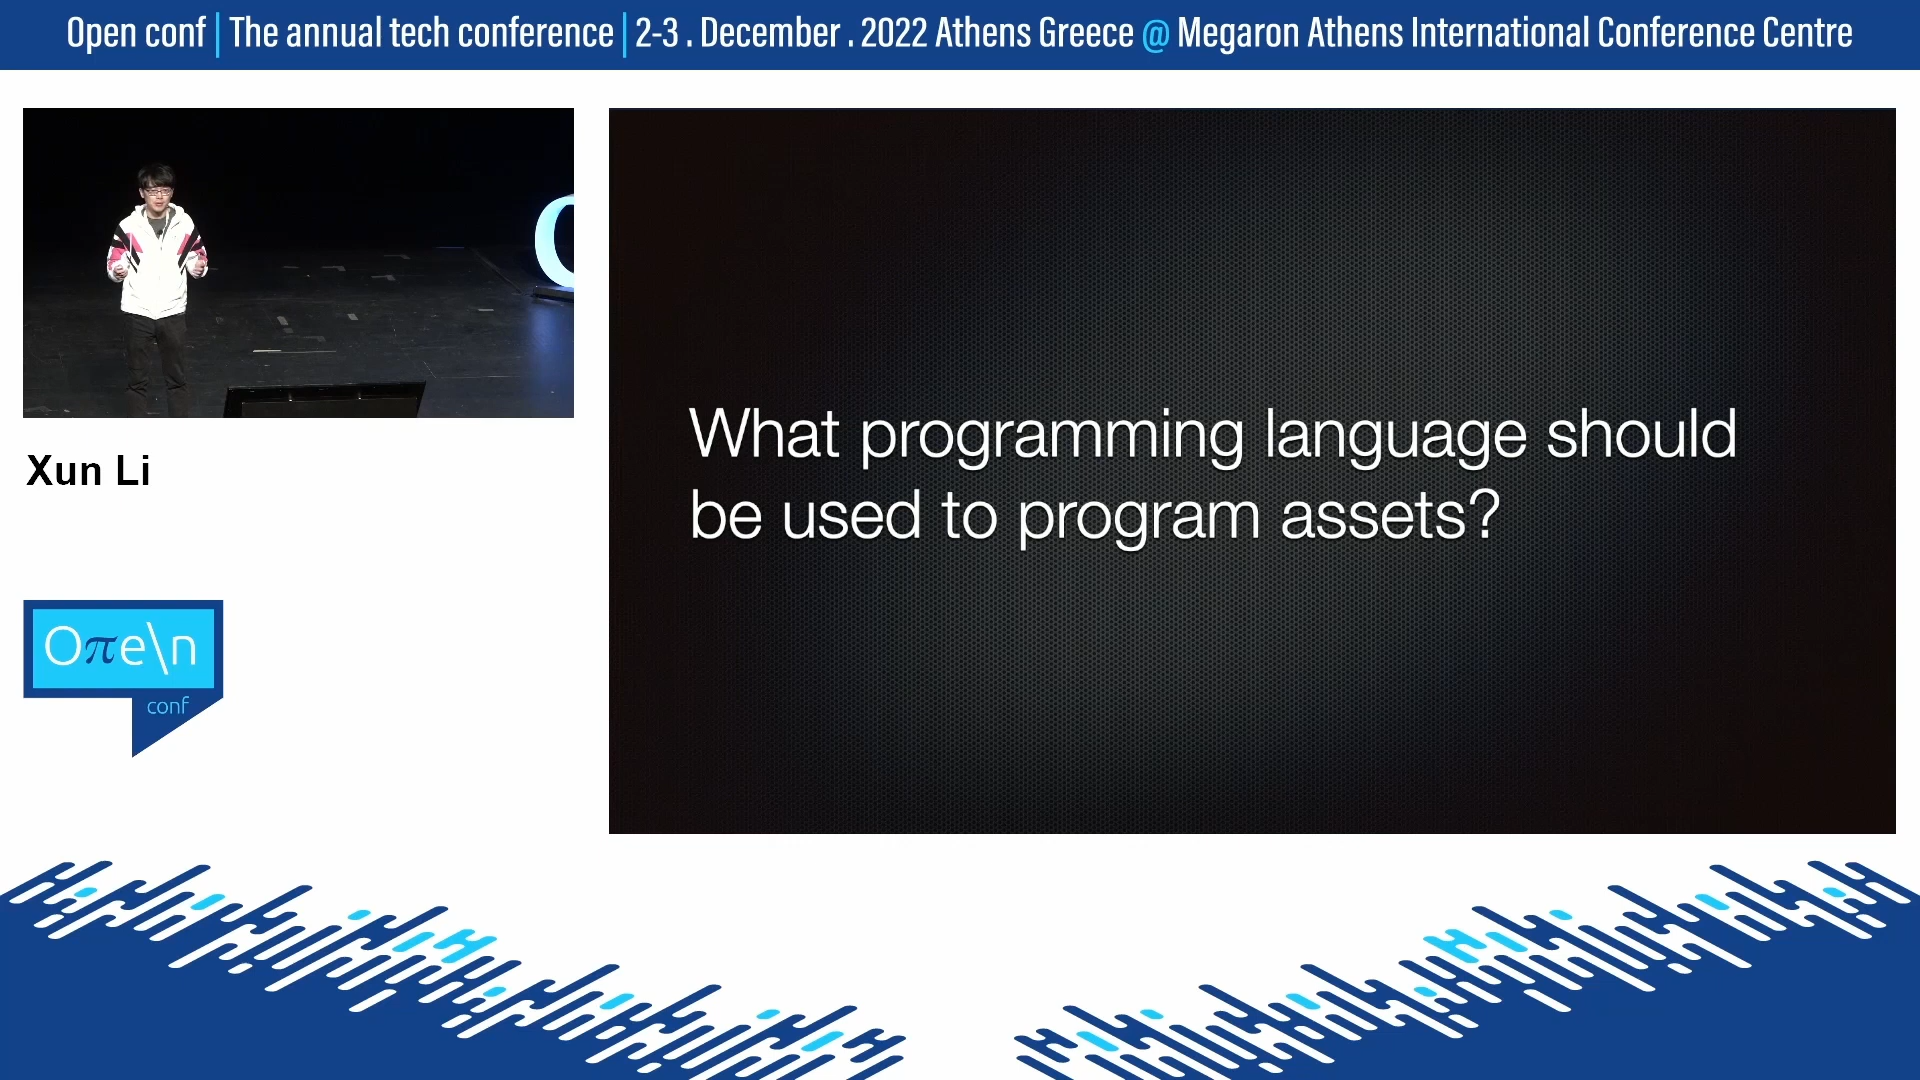 Open conf | The annual tech conference | 2-3 . December . 2022 Athens Greece @ Megaron Athens International Conference Centre
What programming language should
be used to program assets?
Xun Li
Oπe\n
conf